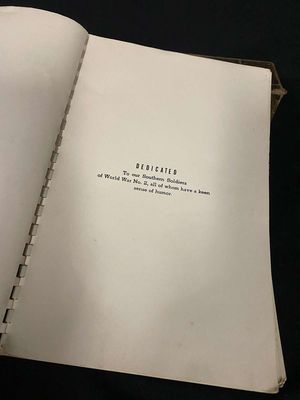 DEDICATED
To our Southern Soldiers
of World War No. 2, all of whom have a keen
sense of humor.